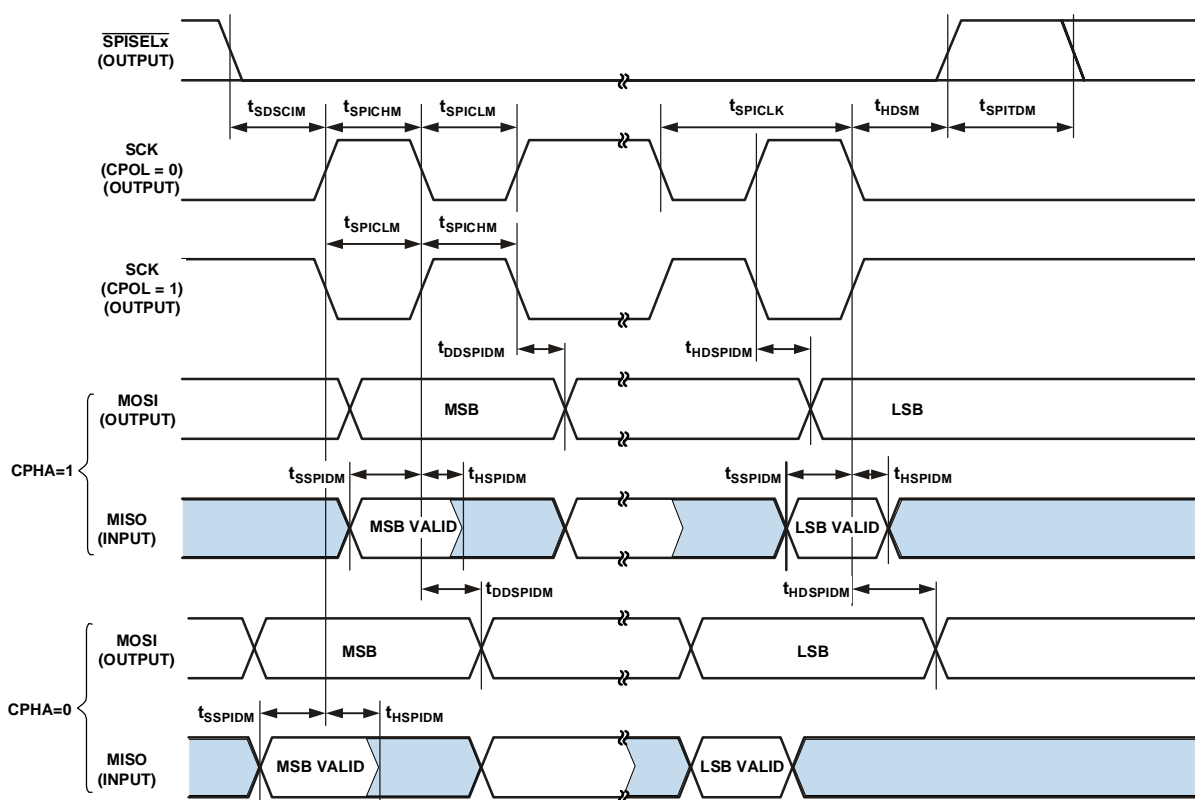 SPISELx
(OUTPUT)
tSDSCIM tSPICHM tSPICLM tSPICLK tHDSM tSPITDM
SCK
(CPOL = 0)
(OUTPUT)
tSPICLM tSPICHM
SCK
(CPOL = 1)
(OUTPUT)
tDDSPIDM tHDSPIDM
MOSI
(OUTPUT)
MSB LSB
CPHA=1
tSSPIDM tHSPIDM tSSPIDM tHSPIDM
MISO
(INPUT)
MSB VALID LSB VALID
tDDSPIDM tHDSPIDM
MOSI
(OUTPUT)
MSB LSB
CPHA=0
tSSPIDM tHSPIDM
MISO
(INPUT)
MSB VALID LSB VALID